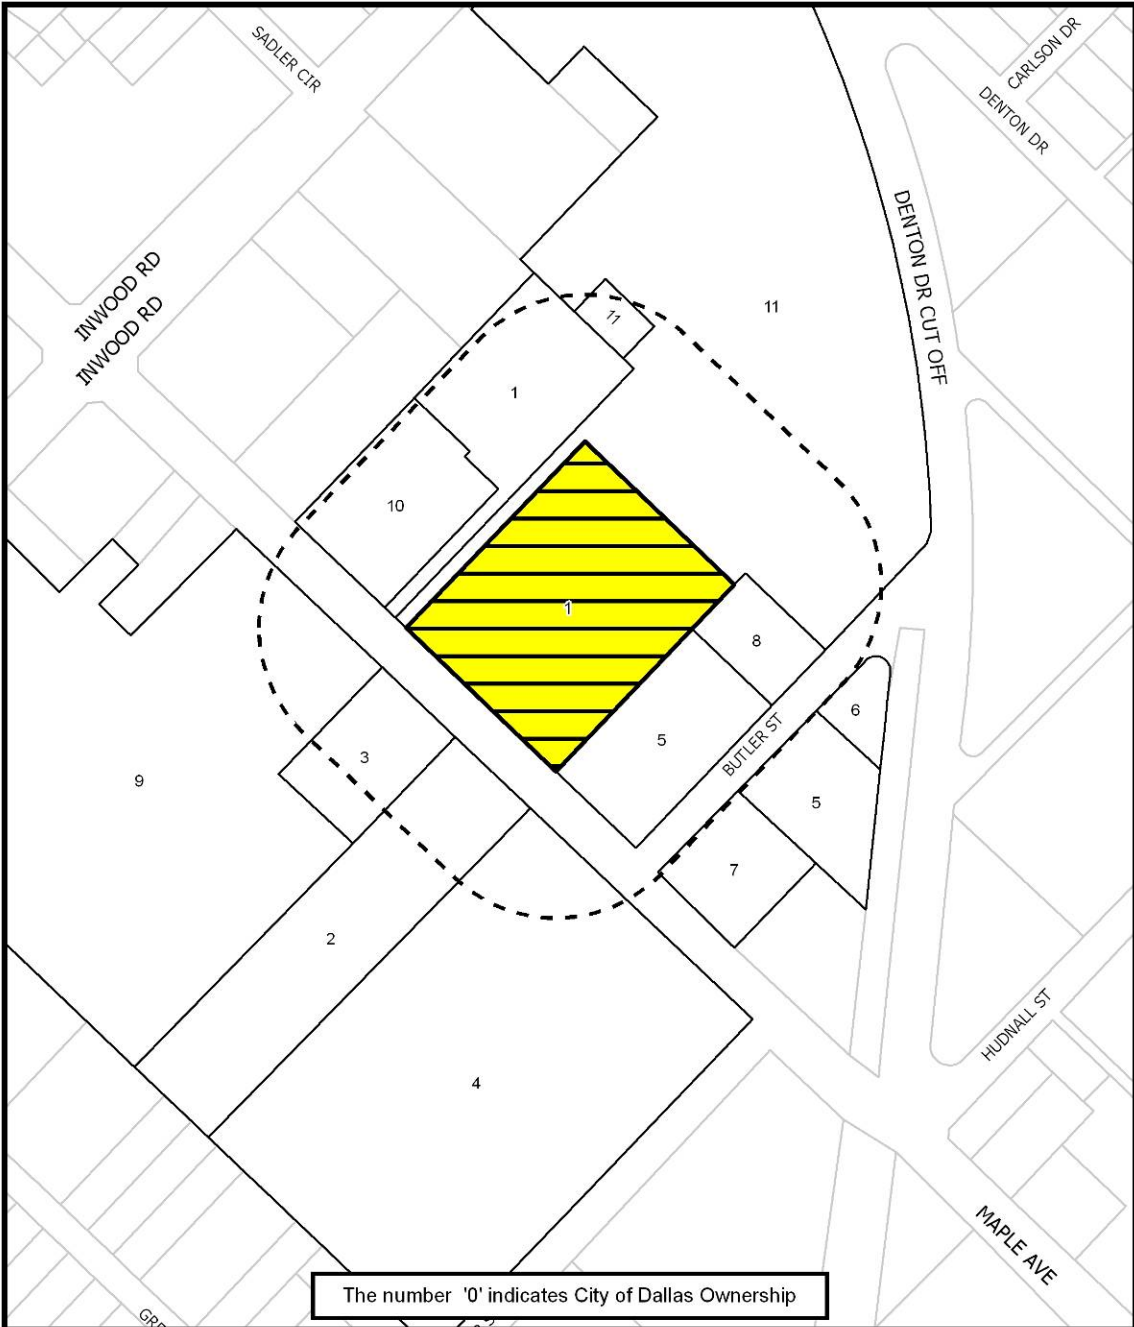 SADLER CIR
CARLSON DR
DENTON DR
DENTON DR CUT OFF
INWOOD RD
INWOOD RD
11
11
1
10
1
8
6
5
BUTLER ST
3
9
5
7
2
HUDNALL ST
4
MAPLE AVE
The number '0' indicates City of Dallas Ownership